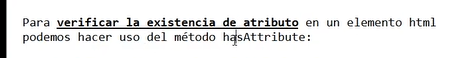 Para verificar la existencia de atributo en un elemento html
podemos hacer uso del método hasAttribute: